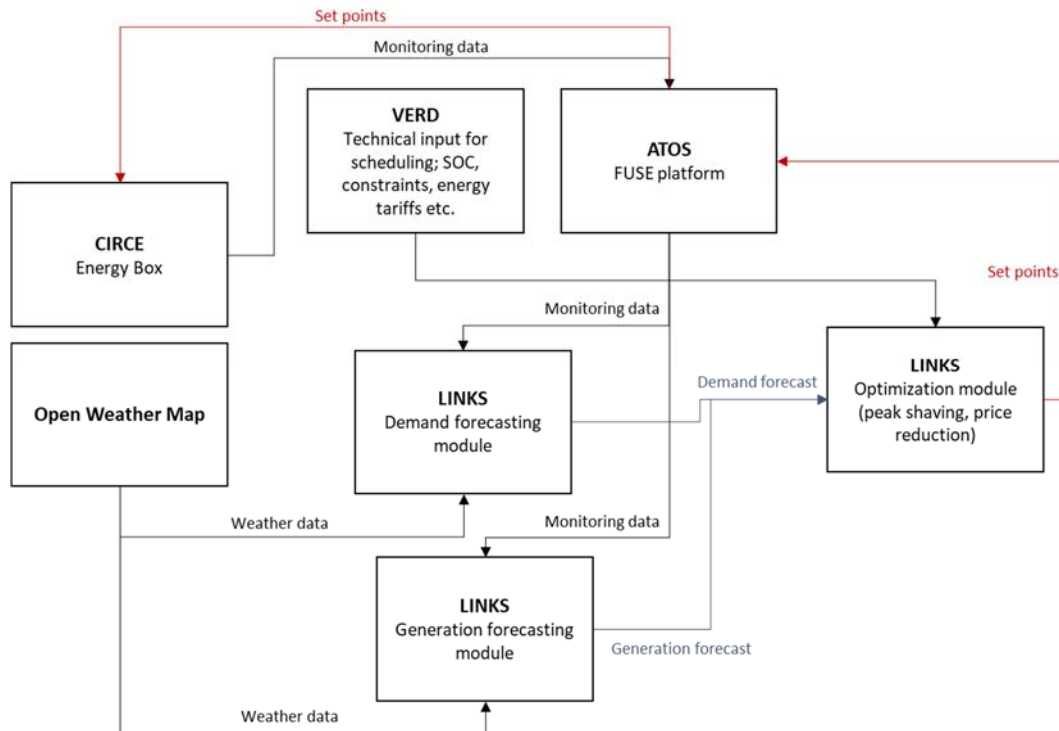 Set points
Monitoring data
VERD
Technical input for
scheduling; SOC,
constraints, energy
tariffs etc.
ATOS
FUSE platform
CIRCE
Energy Box
Set points
Monitoring data
LINKS
Optimization module
(peak shaving, price
reduction)
Open Weather Map
LINKS
Demand forecasting
module
Demand forecast
Weather data
Monitoring data
LINKS
Generation forecasting
module
Generation forecast
Weather data